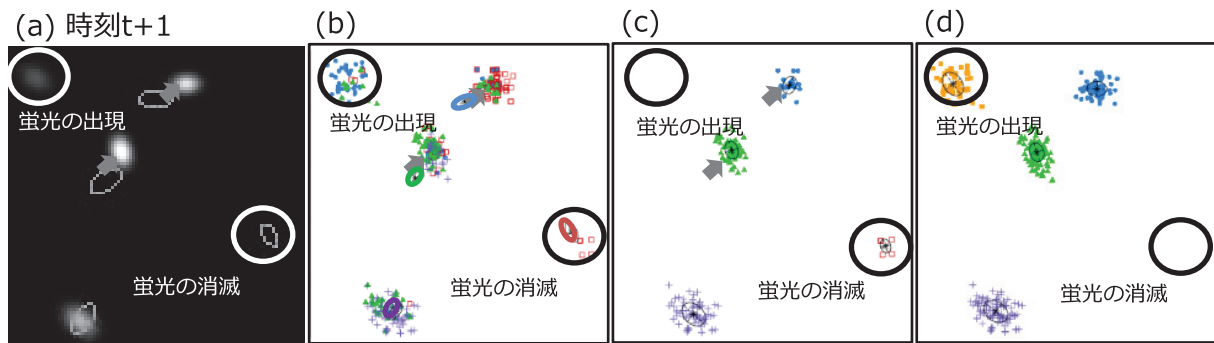 (a) 時刻t+1
(b)
(c)
(d)
蛍光の出現
蛍光の出現
蛍光の出現
蛍光の出現
蛍光の消滅
蛍光の消滅
蛍光の消滅
蛍光の消滅